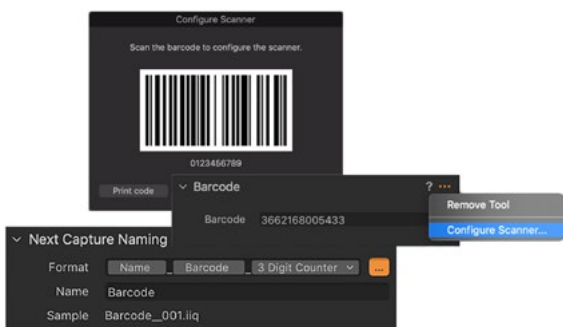 Configure Scanner
Scan the barcode to configure the scanner.
0123456789
Print code
Barcode
?
Barcode 3662168005433
Remove Tool
Configure Scanner...
Next Capture Naming
Format Name _ Barcode _ 3 Digit Counter ...
Name Barcode
Sample Barcode__001.iiq